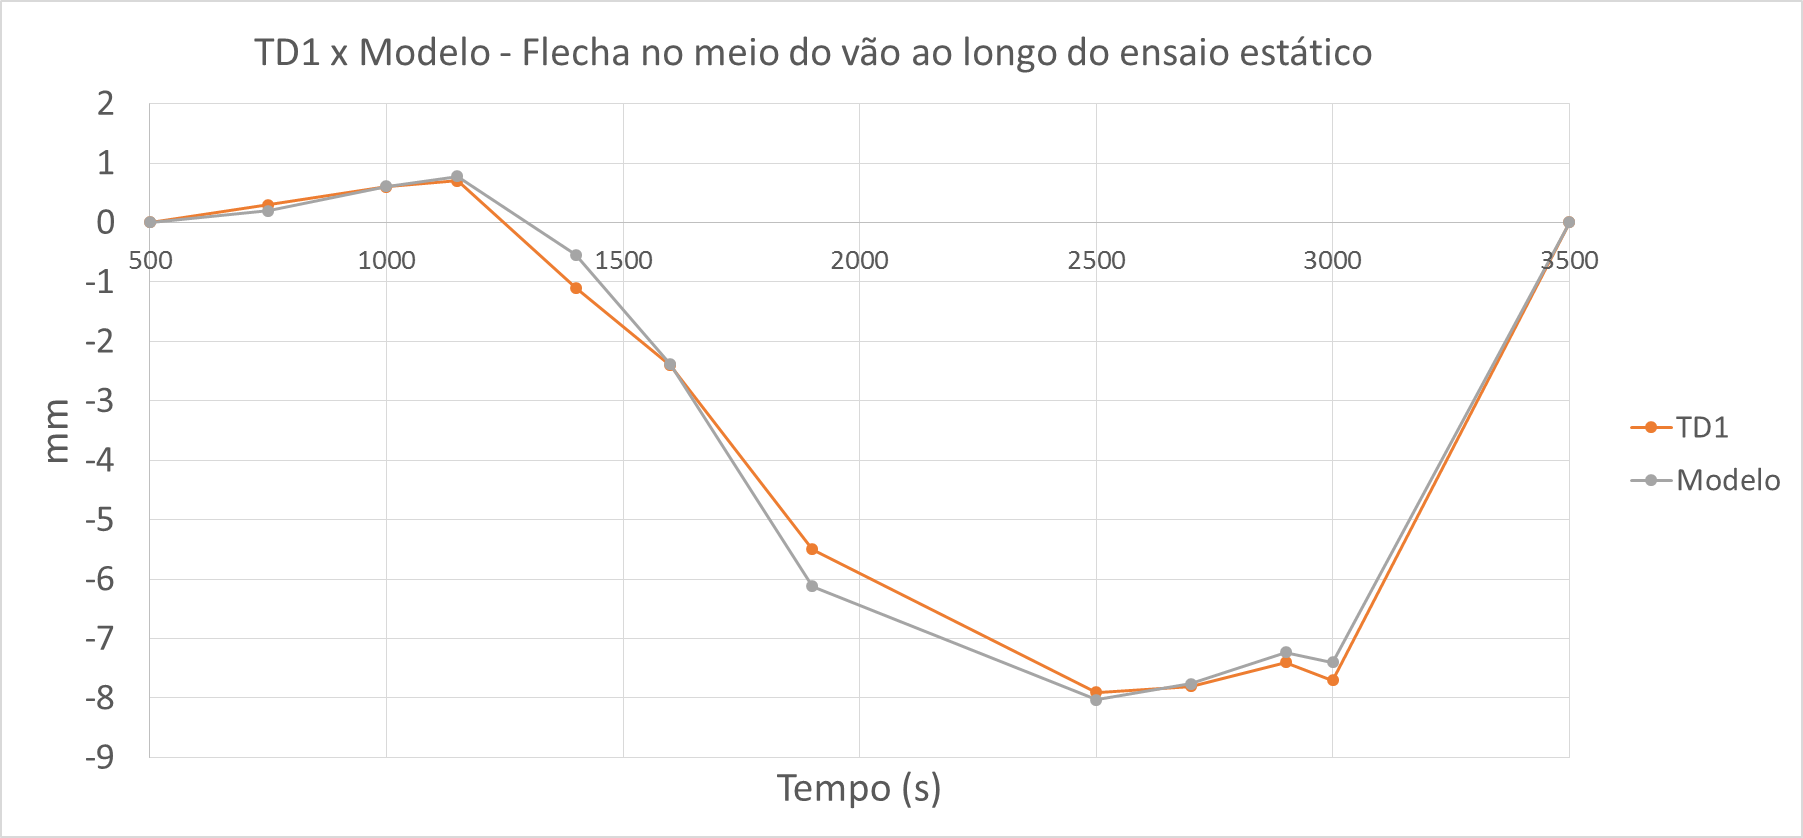 TD1 x Modelo - Flecha no meio do vão ao longo do ensaio estático
2
1
0
-1
-2
-3
-4
-5
-6
-7
-8
-9
500 1000 1500 2000 2500 3000 3500
mm
Tempo (s)
TD1
Modelo